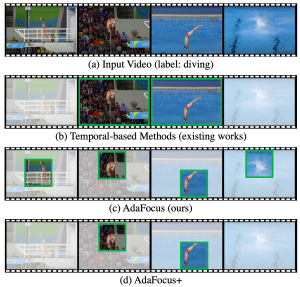 (a) Input Video (label: diving)
(b) Temporal-based Methods (existing works)
(c) AdaFocus (ours)
(d) AdaFocus+